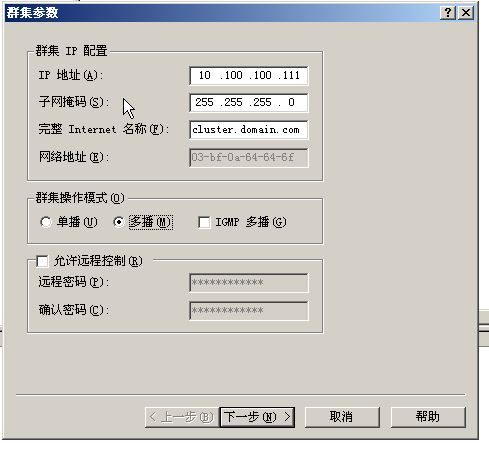 群集参数
群集 IP 配置
IP 地址(A): 10 .100 .100 .111
子网掩码(S): 255 .255 .255 . 0
完整 Internet 名称(F): cluster.domain.com
网络地址(E): 03-bf-0a-64-64-6f
群集操作模式(O)
单播(U) 多播(M) IGMP 多播(G)
允许远程控制(R)
远程密码(P): ************
确认密码(C): ************
< 上一步(B) 下一步(N) > 取消 帮助